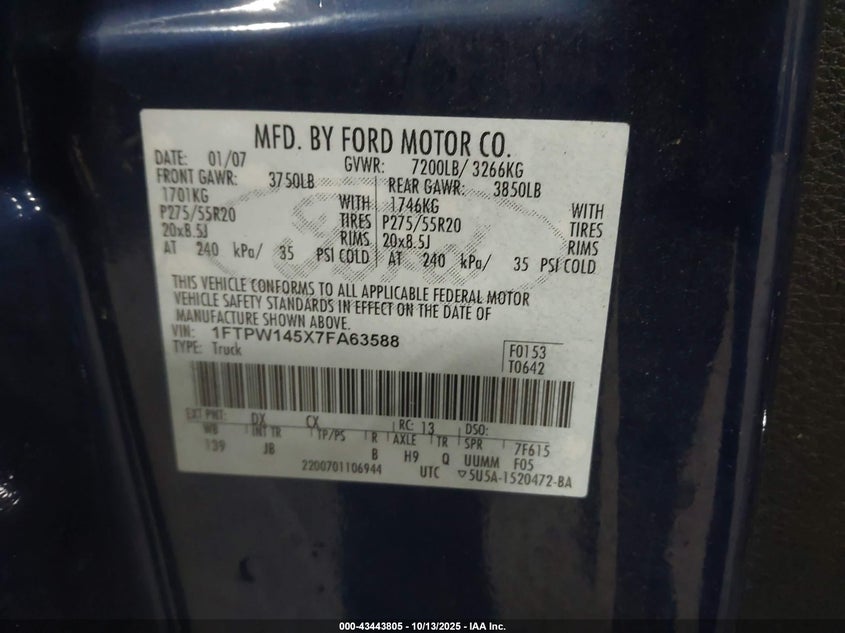 MFD. BY FORD MOTOR CO.
DATE: 01/07 GVWR: 7200LB/ 3266KG
FRONT GAWR: 3750LB REAR GAWR: 3850LB
1701KG WITH 1746KG WITH
P275/55R20 TIRES P275/55R20 TIRES
20x8.5J RIMS 20x8.5J RIMS
AT 240 kPa/ 35 PSI COLD AT 240 kPa/ 35 PSI COLD
THIS VEHICLE CONFORMS TO ALL APPLICABLE FEDERAL MOTOR
VEHICLE SAFETY STANDARDS IN EFFECT ON THE DATE OF
MANUFACTURE SHOWN ABOVE.
VIN: 1FTPW145X7FA63588
TYPE: Truck
F0153
T0642
EXT PNT: DX CX RC: 13 DSO:
WB INT TR TP/PS R AXLE TR SPR 7F615
139 JB B H9 Q UUMM F05
2200701106944 UTC ▽5U5A-1520472-BA
Ford
000-43443805 - 10/13/2025 - IAA Inc.